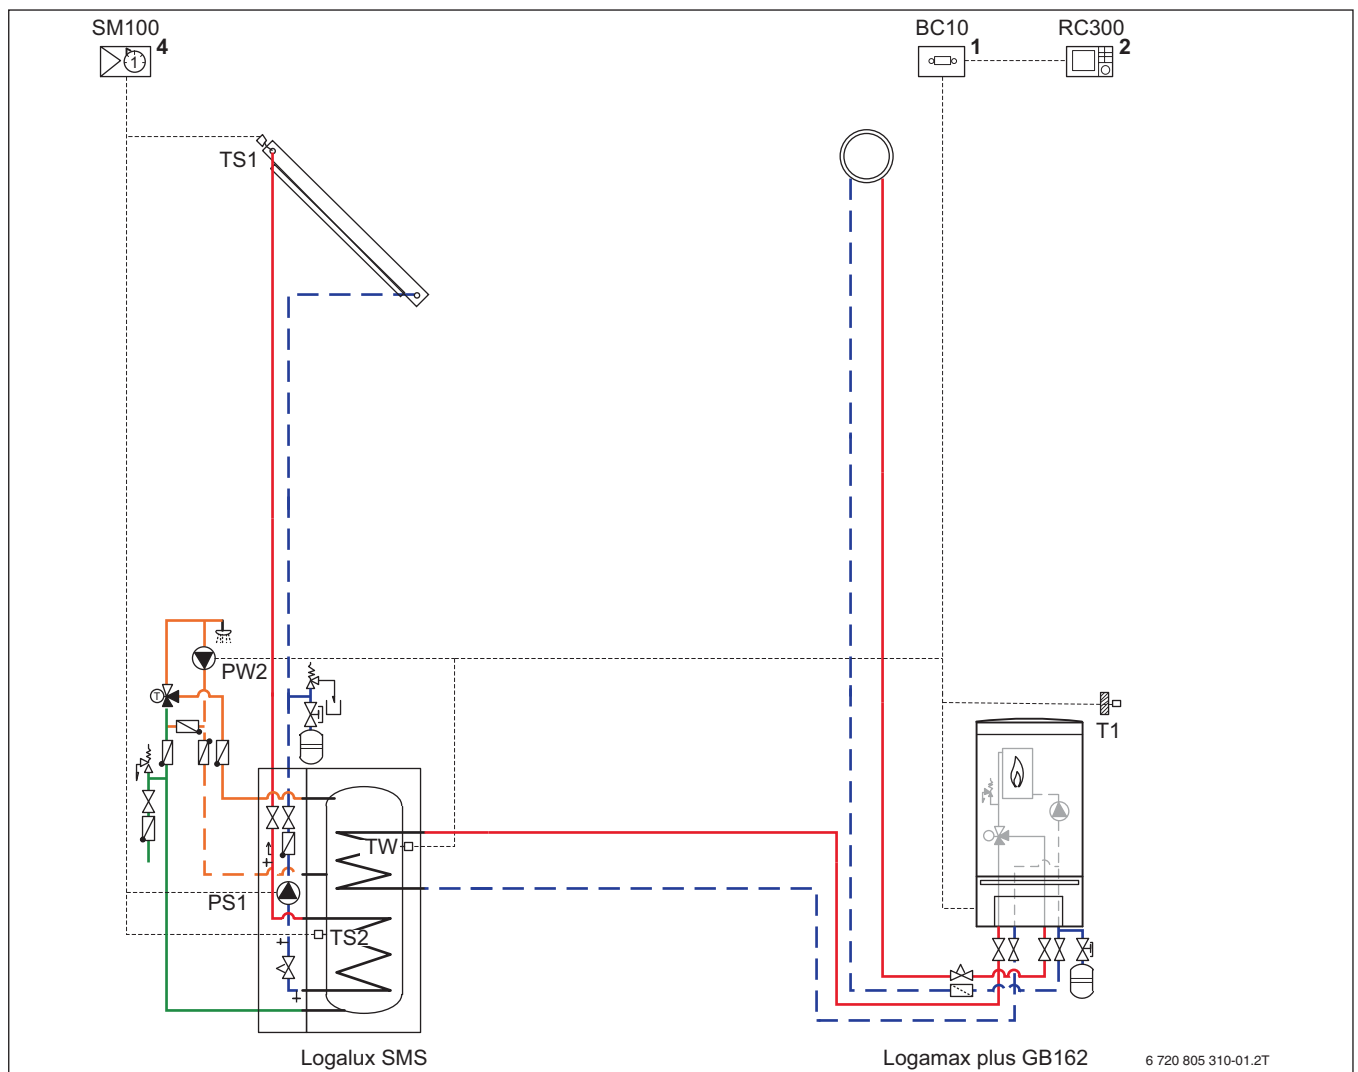 SM100
4
BC10
1
RC300
2
1
TS1
PW2
T
T1
TW
PS1
TS2
Logalux SMS
Logamax plus GB162
6 720 805 310-01.2T